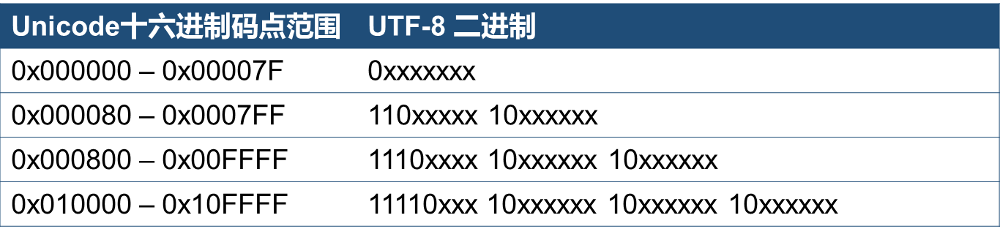 Unicode十六进制码点范围 UTF-8 二进制
0x000000 – 0x00007F 0xxxxxxx
0x000080 – 0x0007FF 110xxxxx 10xxxxxx
0x000800 – 0x00FFFF 1110xxxx 10xxxxxx 10xxxxxx
0x010000 – 0x10FFFF 11110xxx 10xxxxxx 10xxxxxx 10xxxxxx